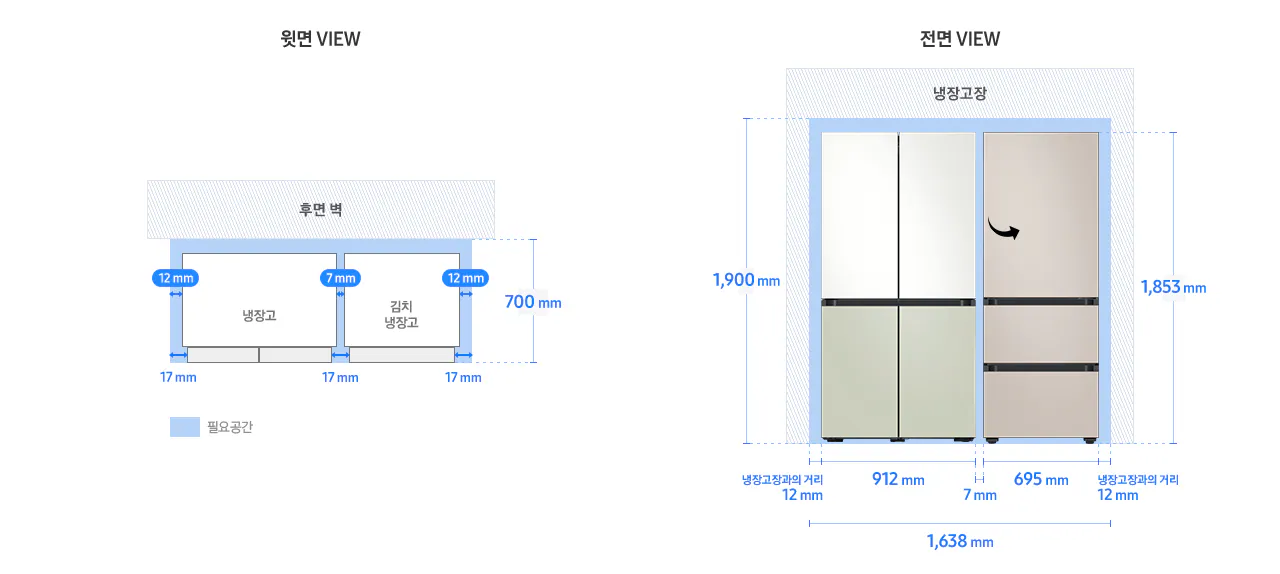 윗면 VIEW
후면 벽
12 mm
7 mm
12 mm
냉장고
김치
냉장고
700 mm
17 mm
17 mm
17 mm
필요공간
전면 VIEW
냉장고장
1,900 mm
1,853 mm
냉장고장과의 거리
12 mm
912 mm
7 mm
695 mm
냉장고장과의 거리
12 mm
1,638 mm